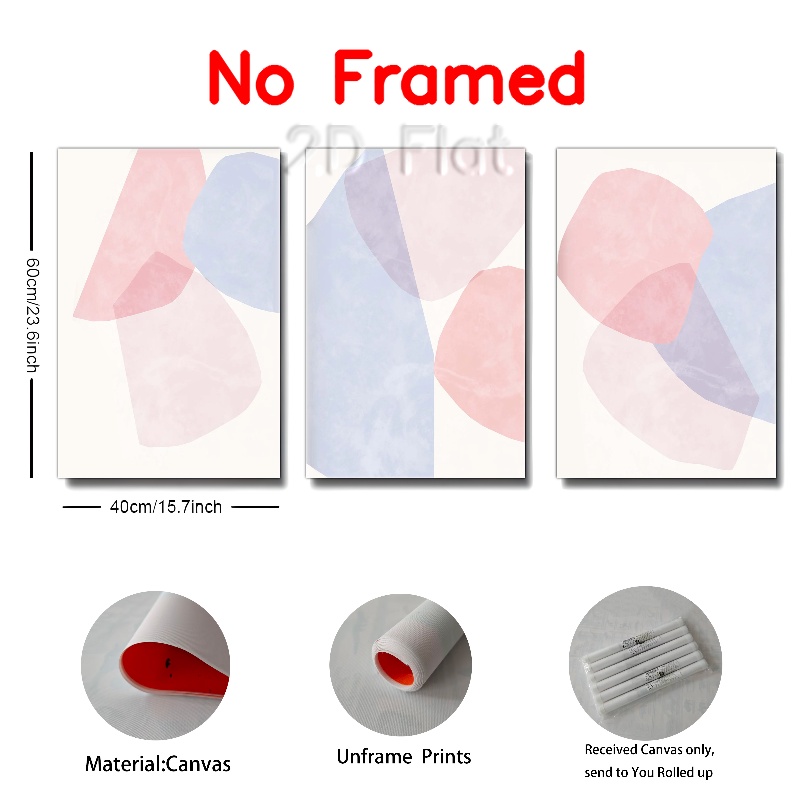 No Framed
2D Flat
60cm/23.6inch
40cm/15.7inch
Material:Canvas
Unframe Prints
Received Canvas only,
send to You Rolled up